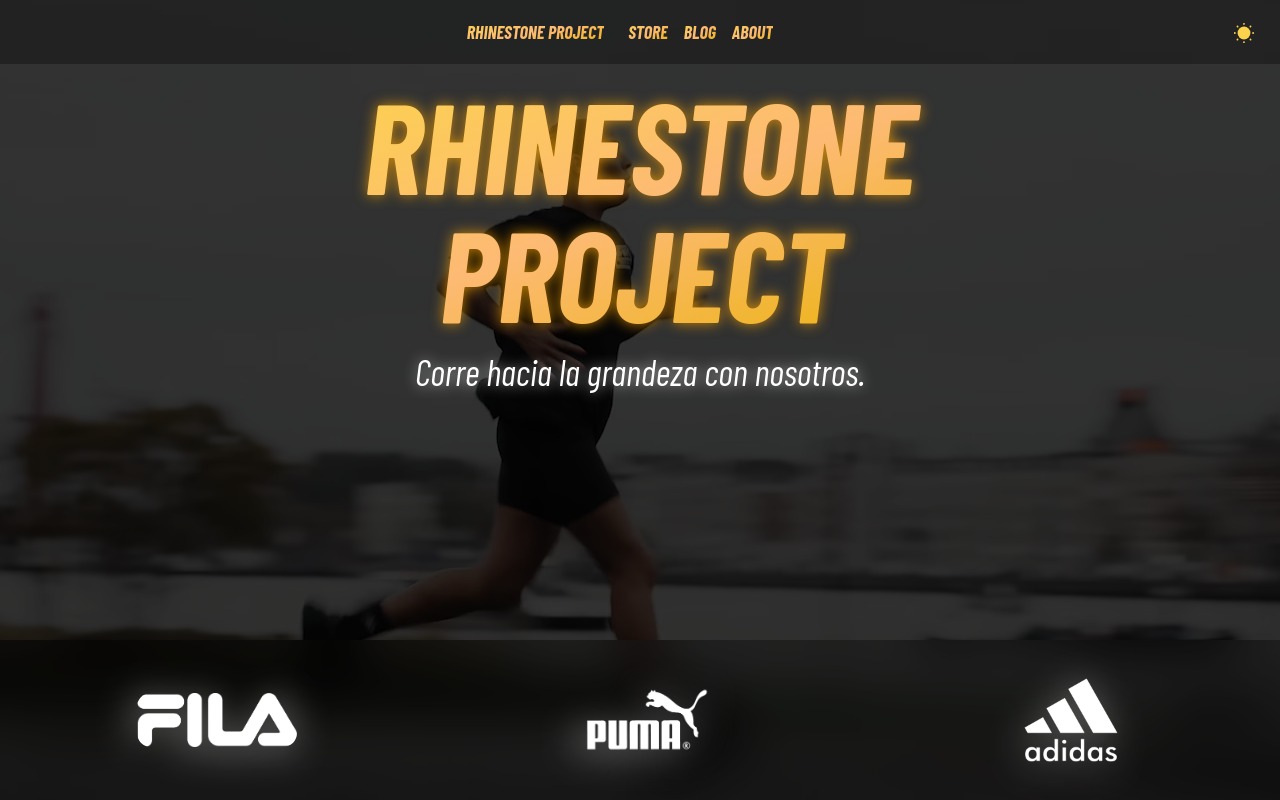 RHINESTONE PROJECT STORE BLOG ABOUT
RHINESTONE
PROJECT
Corre hacia la grandeza con nosotros.
FILA PUMA® adidas